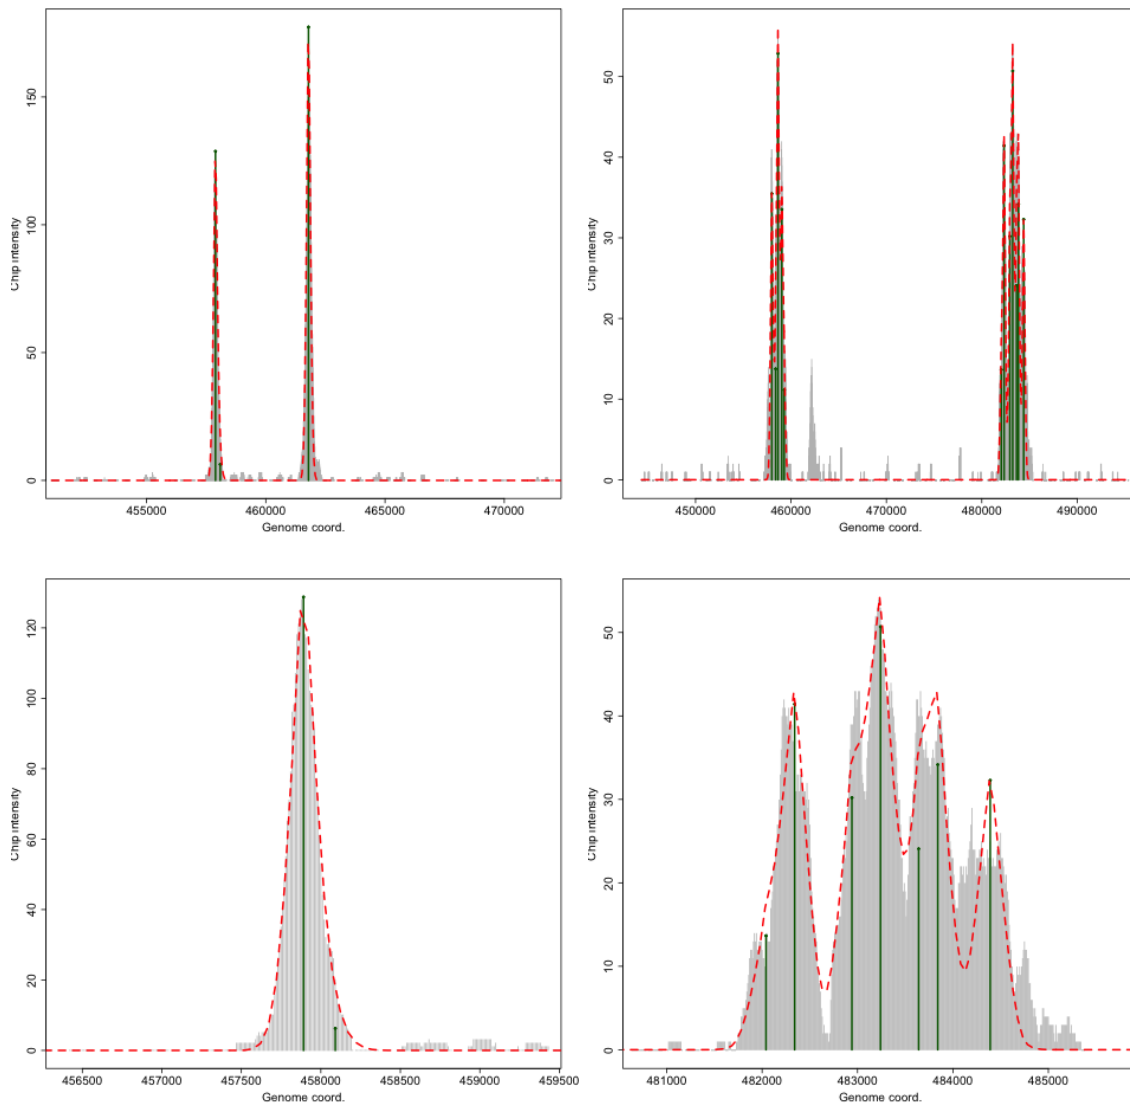 Chip intensity
0 50 100 150
455000 460000 465000 470000
Genome coord.
Chip intensity
0 10 20 30 40 50
450000 460000 470000 480000 490000
Genome coord.
Chip intensity
0 20 40 60 80 100 120
456500 457000 457500 458000 458500 459000 459500
Genome coord.
Chip intensity
0 10 20 30 40 50
481000 482000 483000 484000 485000
Genome coord.